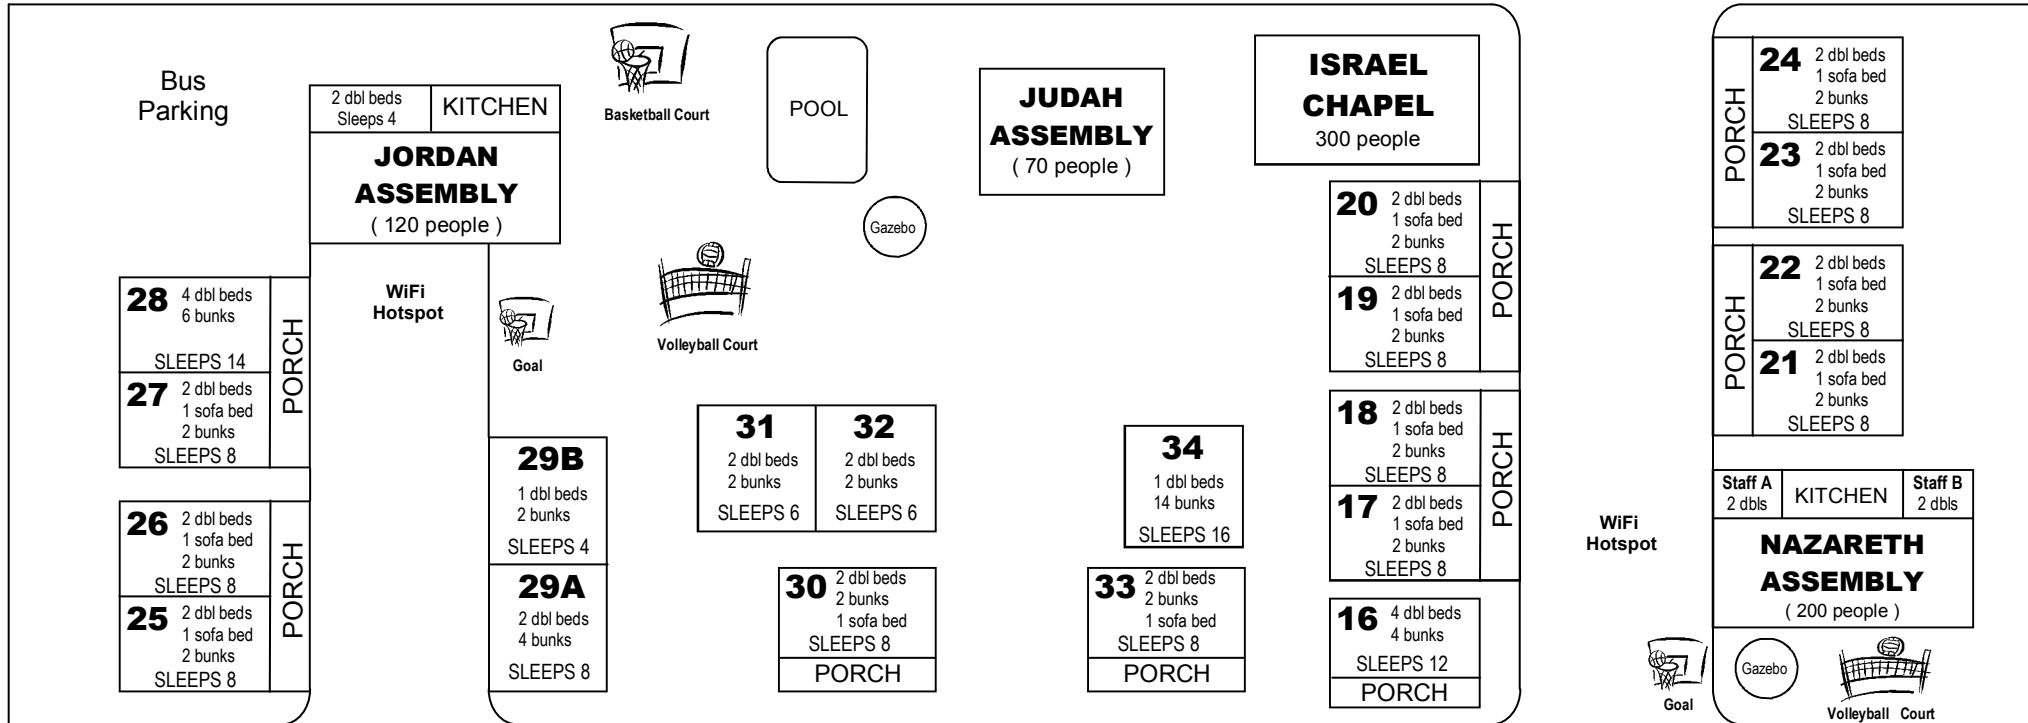 Bus
Parking
2 dbl beds
Sleeps 4
KITCHEN
JORDAN
ASSEMBLY
( 120 people )
Basketball Court
POOL
Gazebo
JUDAH
ASSEMBLY
( 70 people )
ISRAEL
CHAPEL
300 people
28
4 dbl beds
6 bunks
SLEEPS 14
27
2 dbl beds
1 sofa bed
2 bunks
SLEEPS 8
PORCH
26
2 dbl beds
1 sofa bed
2 bunks
SLEEPS 8
25
2 dbl beds
1 sofa bed
2 bunks
SLEEPS 8
PORCH
WiFi
Hotspot
Goal
Volleyball Court
29B
1 dbl beds
2 bunks
SLEEPS 4
29A
2 dbl beds
4 bunks
SLEEPS 8
31
2 dbl beds
2 bunks
SLEEPS 6
32
2 dbl beds
2 bunks
SLEEPS 6
30
2 dbl beds
2 bunks
1 sofa bed
SLEEPS 8
PORCH
34
1 dbl beds
14 bunks
SLEEPS 16
33
2 dbl beds
2 bunks
1 sofa bed
SLEEPS 8
PORCH
20
2 dbl beds
1 sofa bed
2 bunks
SLEEPS 8
19
2 dbl beds
1 sofa bed
2 bunks
SLEEPS 8
PORCH
18
2 dbl beds
1 sofa bed
2 bunks
SLEEPS 8
17
2 dbl beds
1 sofa bed
2 bunks
SLEEPS 8
PORCH
16
4 dbl beds
4 bunks
SLEEPS 12
PORCH
24
2 dbl beds
1 sofa bed
2 bunks
SLEEPS 8
23
2 dbl beds
1 sofa bed
2 bunks
SLEEPS 8
PORCH
22
2 dbl beds
1 sofa bed
2 bunks
SLEEPS 8
21
2 dbl beds
1 sofa bed
2 bunks
SLEEPS 8
PORCH
WiFi
Hotspot
Staff A
2 dbls
KITCHEN
Staff B
2 dbls
NAZARETH
ASSEMBLY
( 200 people )
Goal
Gazebo
Volleyball Court